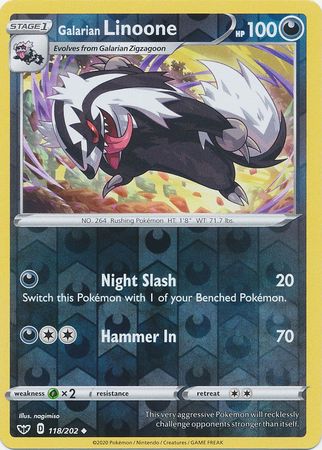 STAGE 1
Galarian Linoone
HP 100
Evolves from Galarian Zigzagoon
NO. 264 Rushing Pokémon HT: 1'8" WT: 71.7 lbs.
Night Slash 20
Switch this Pokémon with 1 of your Benched Pokémon.
Hammer In 70
weakness ×2 resistance retreat
Illus. nagimiso
D 118/202
This very aggressive Pokémon will recklessly
challenge opponents stronger than itself.
©2020 Pokémon / Nintendo / Creatures / GAME FREAK